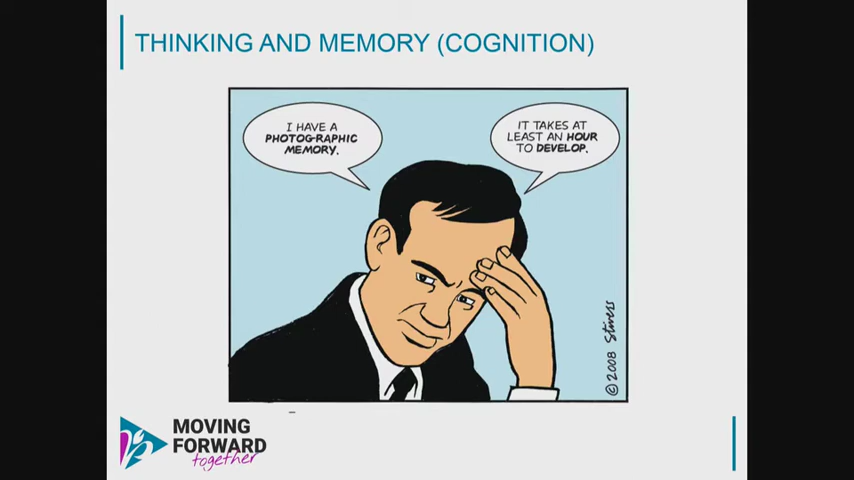 THINKING AND MEMORY (COGNITION)
I HAVE A
PHOTOGRAPHIC
MEMORY.
IT TAKES AT
LEAST AN HOUR
TO DEVELOP.
©2008 Stivers
MOVING
FORWARD
together